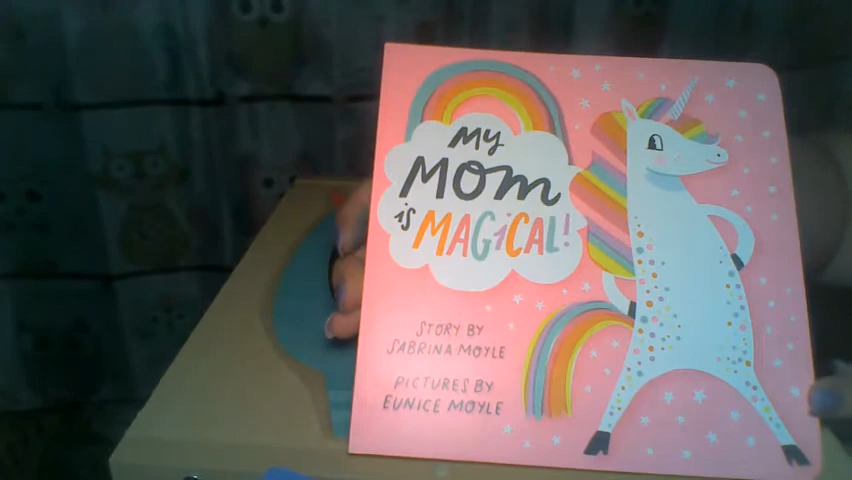 My
MOM
is MAGiCAL!
STORY BY
SABRINA MOYLE
PICTURES BY
EUNICE MOYLE